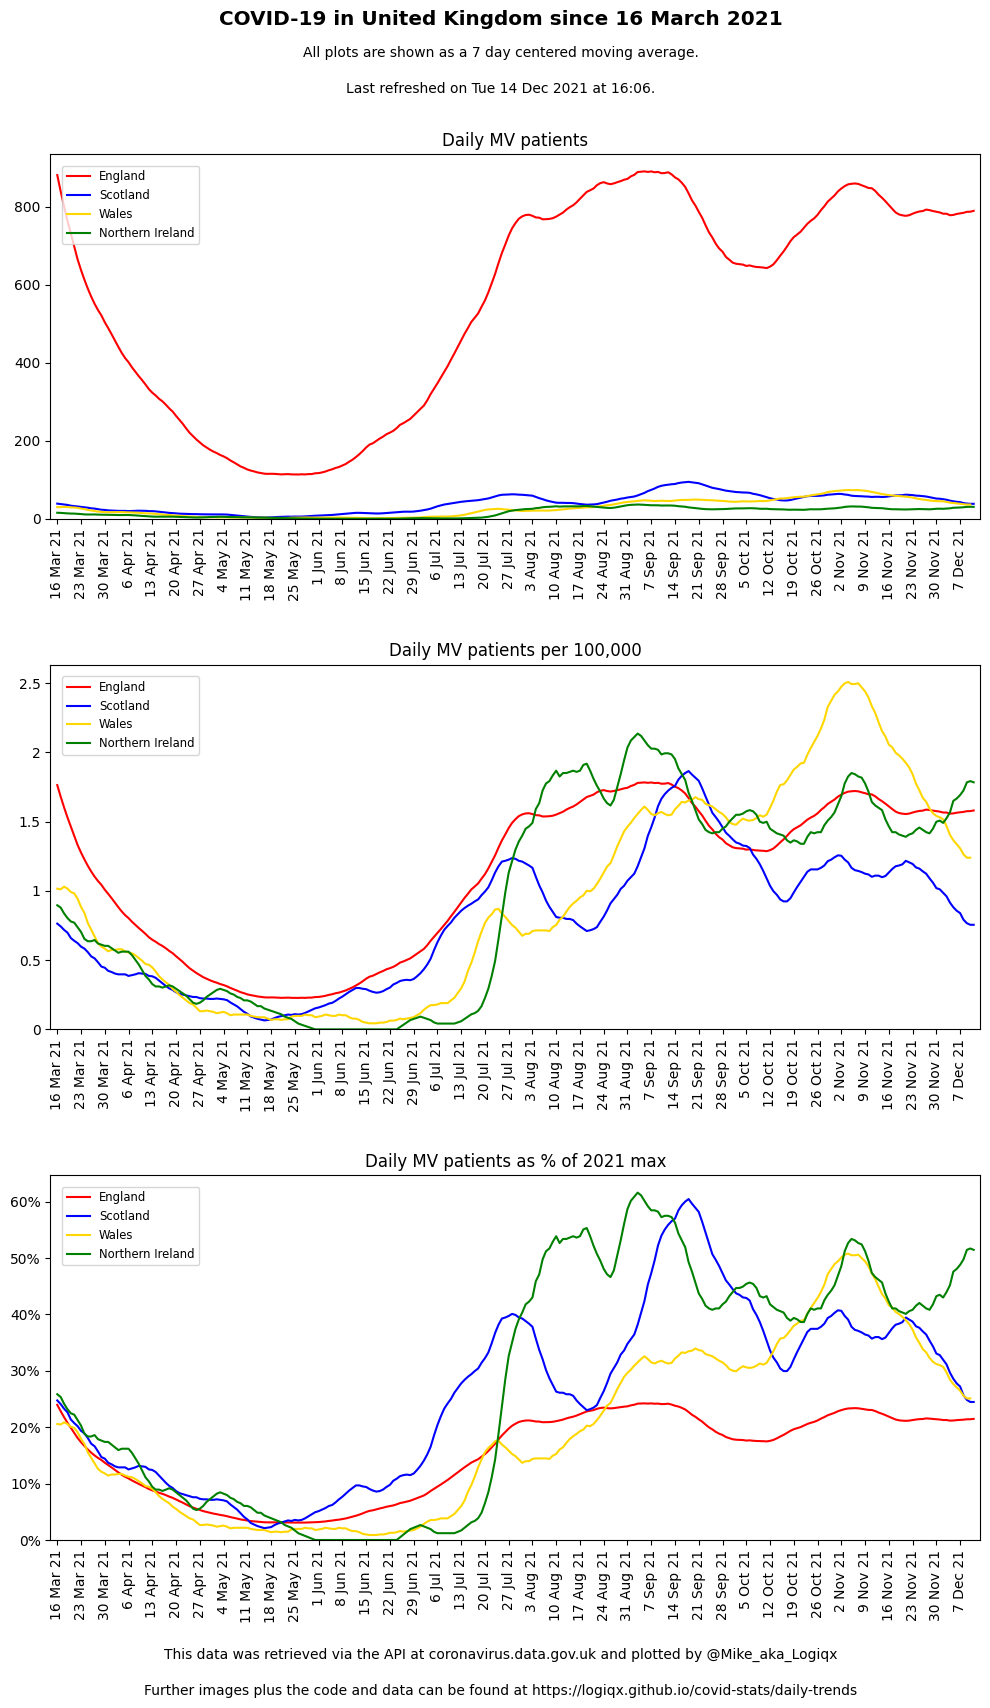 COVID-19 in United Kingdom since 16 March 2021
All plots are shown as a 7 day centered moving average.
Last refreshed on Tue 14 Dec 2021 at 16:06.
Daily MV patients
England
Scotland
Wales
Northern Ireland
800
600
400
200
0
16 Mar 21 23 Mar 21 30 Mar 21 6 Apr 21 13 Apr 21 20 Apr 21 27 Apr 21 4 May 21 11 May 21 18 May 21 25 May 21 1 Jun 21 8 Jun 21 15 Jun 21 22 Jun 21 29 Jun 21 6 Jul 21 13 Jul 21 20 Jul 21 27 Jul 21 3 Aug 21 10 Aug 21 17 Aug 21 24 Aug 21 31 Aug 21 7 Sep 21 14 Sep 21 21 Sep 21 28 Sep 21 5 Oct 21 12 Oct 21 19 Oct 21 26 Oct 21 2 Nov 21 9 Nov 21 16 Nov 21 23 Nov 21 30 Nov 21 7 Dec 21
Daily MV patients per 100,000
England
Scotland
Wales
Northern Ireland
2.5
2
1.5
1
0.5
0
16 Mar 21 23 Mar 21 30 Mar 21 6 Apr 21 13 Apr 21 20 Apr 21 27 Apr 21 4 May 21 11 May 21 18 May 21 25 May 21 1 Jun 21 8 Jun 21 15 Jun 21 22 Jun 21 29 Jun 21 6 Jul 21 13 Jul 21 20 Jul 21 27 Jul 21 3 Aug 21 10 Aug 21 17 Aug 21 24 Aug 21 31 Aug 21 7 Sep 21 14 Sep 21 21 Sep 21 28 Sep 21 5 Oct 21 12 Oct 21 19 Oct 21 26 Oct 21 2 Nov 21 9 Nov 21 16 Nov 21 23 Nov 21 30 Nov 21 7 Dec 21
Daily MV patients as % of 2021 max
England
Scotland
Wales
Northern Ireland
60%
50%
40%
30%
20%
10%
0%
16 Mar 21 23 Mar 21 30 Mar 21 6 Apr 21 13 Apr 21 20 Apr 21 27 Apr 21 4 May 21 11 May 21 18 May 21 25 May 21 1 Jun 21 8 Jun 21 15 Jun 21 22 Jun 21 29 Jun 21 6 Jul 21 13 Jul 21 20 Jul 21 27 Jul 21 3 Aug 21 10 Aug 21 17 Aug 21 24 Aug 21 31 Aug 21 7 Sep 21 14 Sep 21 21 Sep 21 28 Sep 21 5 Oct 21 12 Oct 21 19 Oct 21 26 Oct 21 2 Nov 21 9 Nov 21 16 Nov 21 23 Nov 21 30 Nov 21 7 Dec 21
This data was retrieved via the API at coronavirus.data.gov.uk and plotted by @Mike_aka_Logiqx
Further images plus the code and data can be found at https://logiqx.github.io/covid-stats/daily-trends